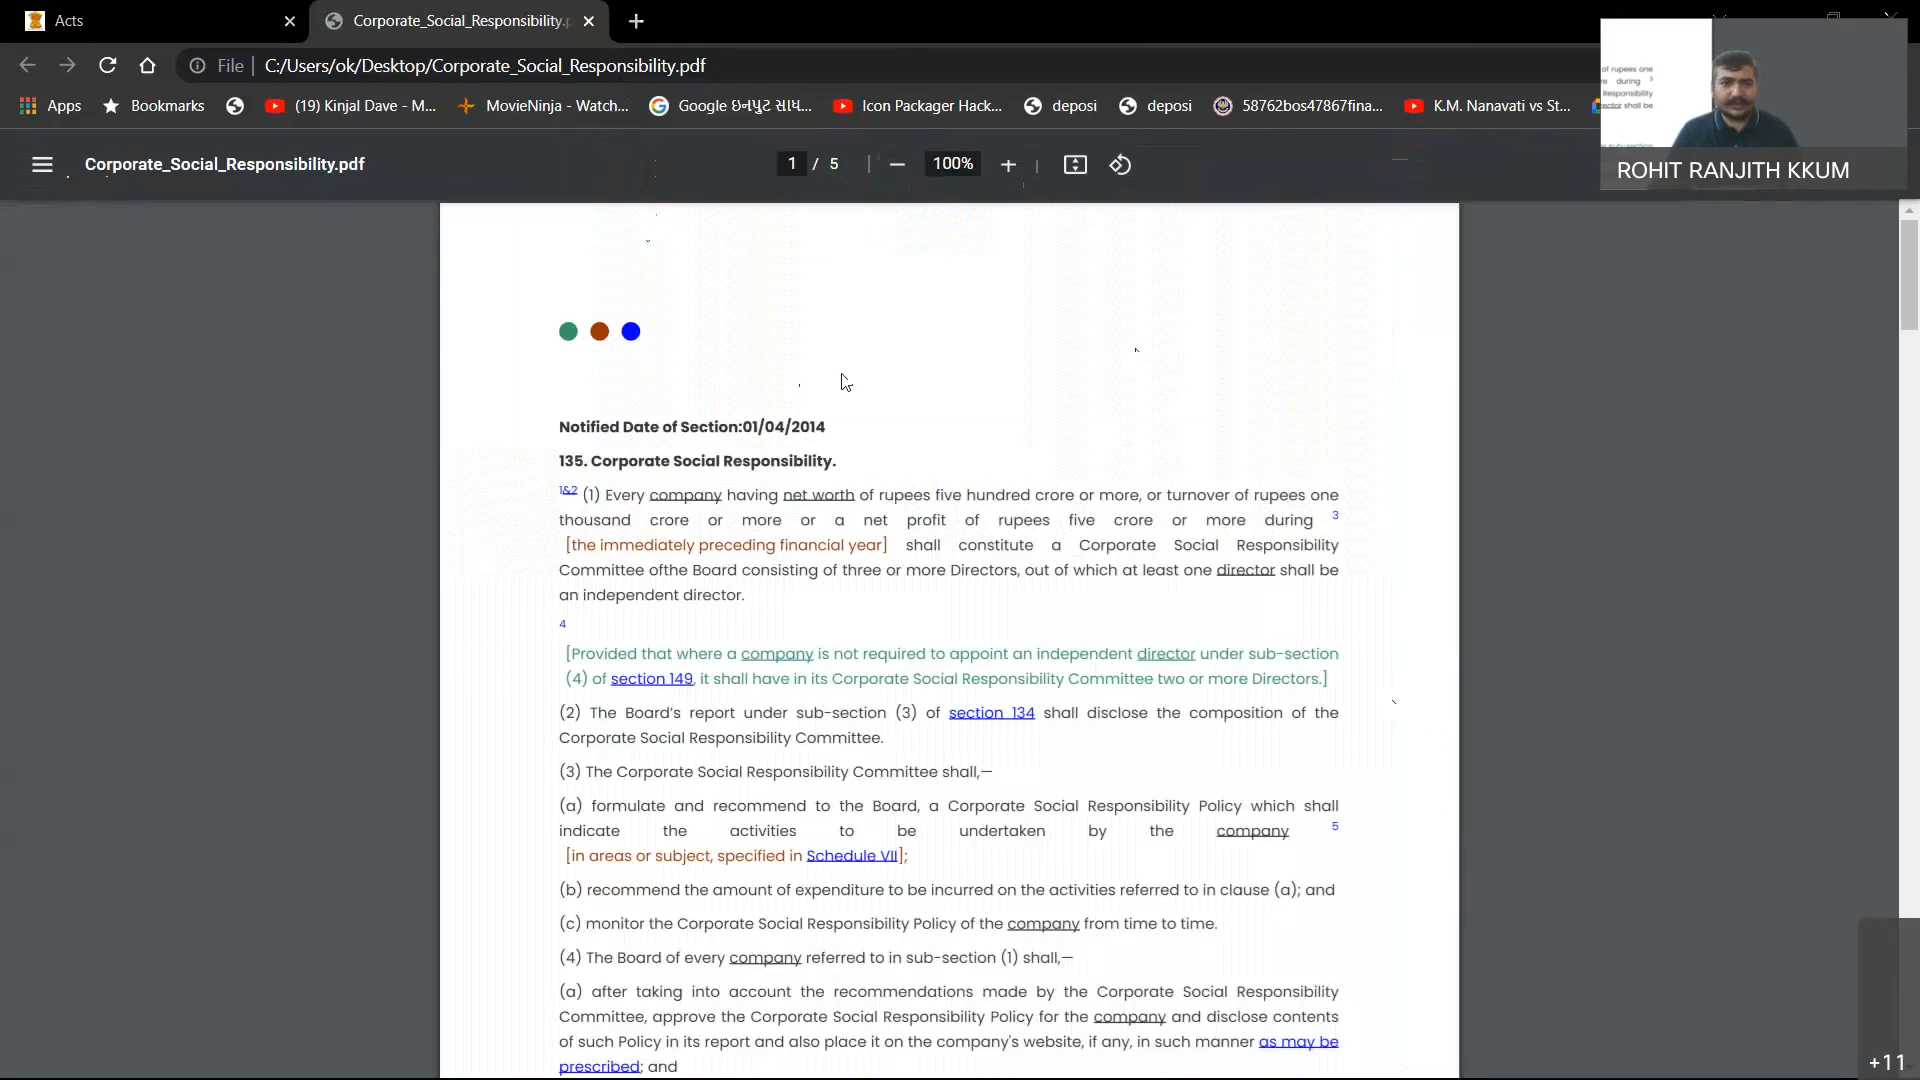 Acts
Corporate_Social_Responsibility.p
File
C:/Users/ok/Desktop/Corporate_Social_Responsibility.pdf
Apps
Bookmarks
(19) Kinjal Dave - M...
MovieNinja - Watch...
Google ઇનપુટ સાધ...
Icon Packager Hack...
deposi
deposi
58762bos47867fina...
K.M. Nanavati vs St...
of rupees one
during 3
Responsibility
ector shall be
ROHIT RANJITH KKUM
Corporate_Social_Responsibility.pdf
1 / 5
100%
Notified Date of Section:01/04/2014
135. Corporate Social Responsibility.
1&2 (1) Every company having net worth of rupees five hundred crore or more, or turnover of rupees one
thousand crore or more or a net profit of rupees five crore or more during 3
[the immediately preceding financial year] shall constitute a Corporate Social Responsibility
Committee ofthe Board consisting of three or more Directors, out of which at least one director shall be
an independent director.
4
[Provided that where a company is not required to appoint an independent director under sub-section
(4) of section 149, it shall have in its Corporate Social Responsibility Committee two or more Directors.]
(2) The Board's report under sub-section (3) of section 134 shall disclose the composition of the
Corporate Social Responsibility Committee.
(3) The Corporate Social Responsibility Committee shall,—
(a) formulate and recommend to the Board, a Corporate Social Responsibility Policy which shall
indicate the activities to be undertaken by the company 5
[in areas or subject, specified in Schedule VII];
(b) recommend the amount of expenditure to be incurred on the activities referred to in clause (a); and
(c) monitor the Corporate Social Responsibility Policy of the company from time to time.
(4) The Board of every company referred to in sub-section (1) shall,—
(a) after taking into account the recommendations made by the Corporate Social Responsibility
Committee, approve the Corporate Social Responsibility Policy for the company and disclose contents
of such Policy in its report and also place it on the company's website, if any, in such manner as may be
prescribed; and
+11